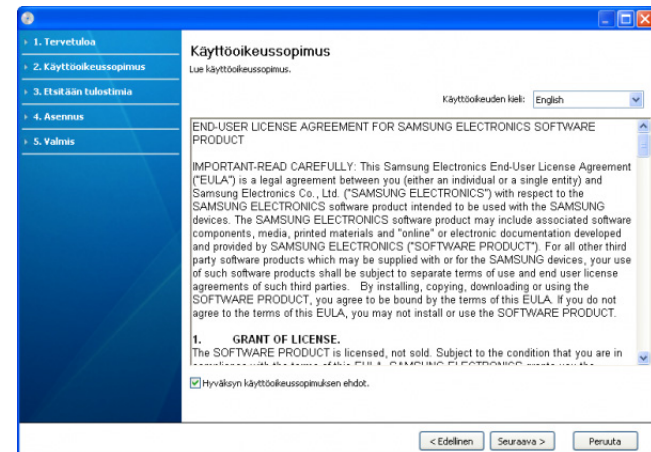 1. Tervetuloa
2. Käyttöoikeussopimus
3. Etsitään tulostimia
4. Asennus
5. Valmis
Käyttöoikeussopimus
Lue käyttöoikeussopimus.
Käyttöoikeuden kieli: English
END-USER LICENSE AGREEMENT FOR SAMSUNG ELECTRONICS SOFTWARE
PRODUCT
IMPORTANT-READ CAREFULLY: This Samsung Electronics End-User License Agreement
("EULA") is a legal agreement between you (either an individual or a single entity) and
Samsung Electronics Co., Ltd. ("SAMSUNG ELECTRONICS") with respect to the
SAMSUNG ELECTRONICS software product intended to be used with the SAMSUNG
devices. The SAMSUNG ELECTRONICS software product may include associated software
components, media, printed materials and "online" or electronic documentation developed
and provided by SAMSUNG ELECTRONICS ("SOFTWARE PRODUCT"). For all other third
party software products which may be supplied with or for the SAMSUNG devices, your use
of such software products shall be subject to separate terms of use and end user license
agreements of such third parties. By installing, copying, downloading or using the
SOFTWARE PRODUCT, you agree to be bound by the terms of this EULA. If you do not
agree to the terms of this EULA, you may not install or use the SOFTWARE PRODUCT.
1. GRANT OF LICENSE.
The SOFTWARE PRODUCT is licensed, not sold. Subject to the condition that you are in
Hyväksyn käyttöoikeussopimuksen ehdot.
< Edellinen Seuraava > Peruuta